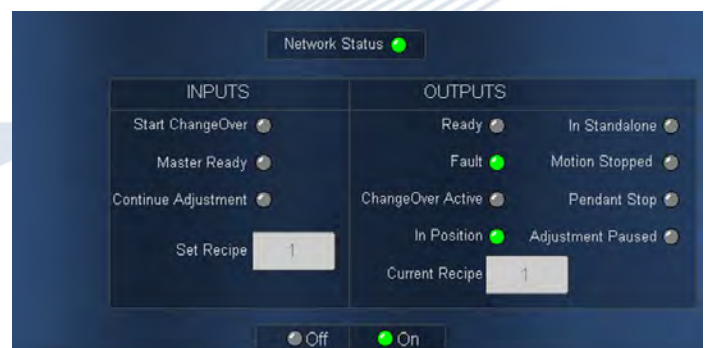 Network Status
INPUTS
Start ChangeOver
Master Ready
Continue Adjustment
Set Recipe 1
OUTPUTS
Ready In Standalone
Fault Motion Stopped
ChangeOver Active Pendant Stop
In Position Adjustment Paused
Current Recipe 1
Off On